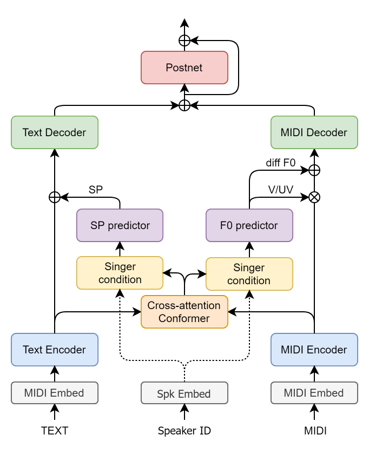 Postnet
Text Decoder
MIDI Decoder
diff F0
SP
V/UV
SP predictor
F0 predictor
Singer
condition
Singer
condition
Cross-attention
Conformer
Text Encoder
MIDI Encoder
MIDI Embed
Spk Embed
MIDI Embed
TEXT
Speaker ID
MIDI